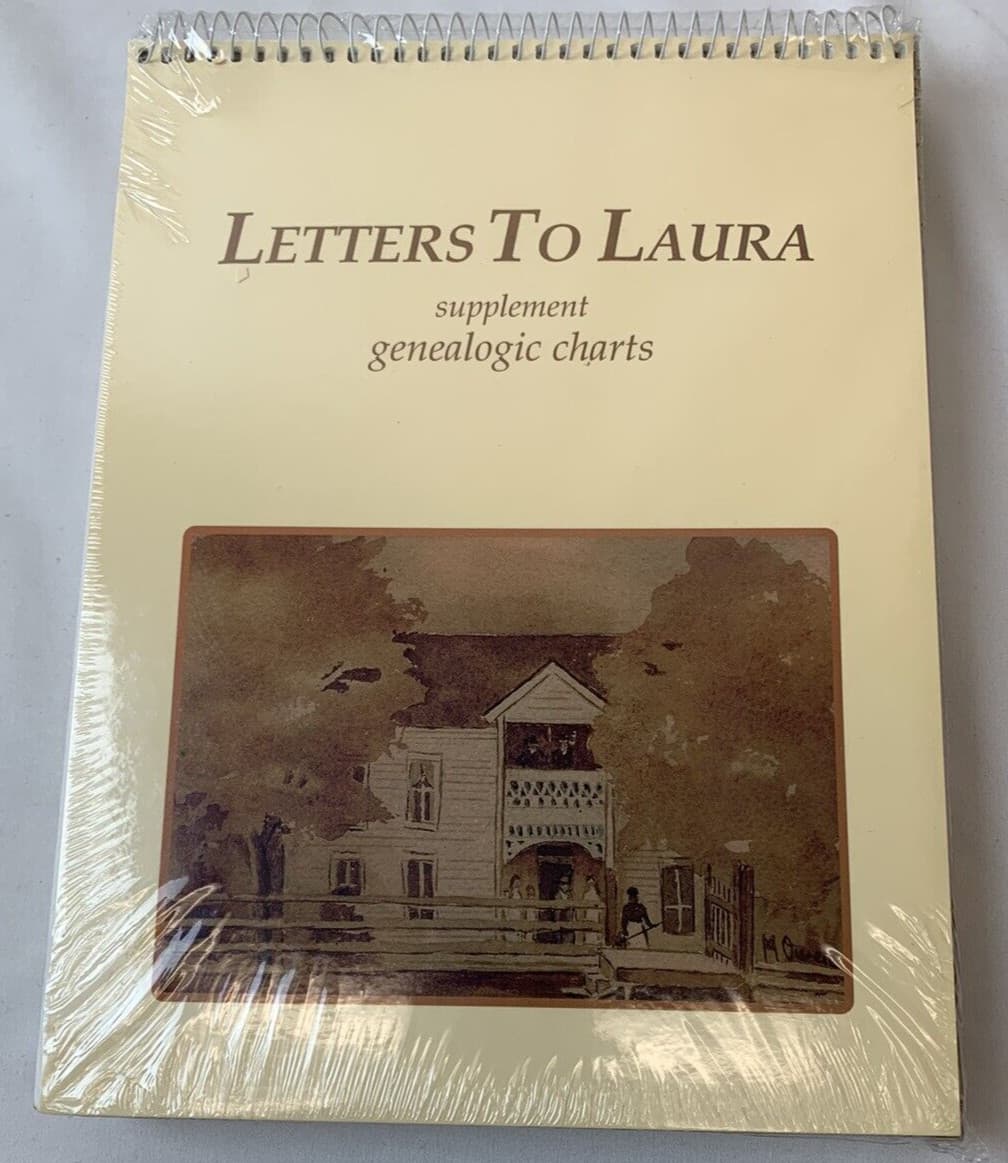 LETTERS TO LAURA
supplement
genealogic charts